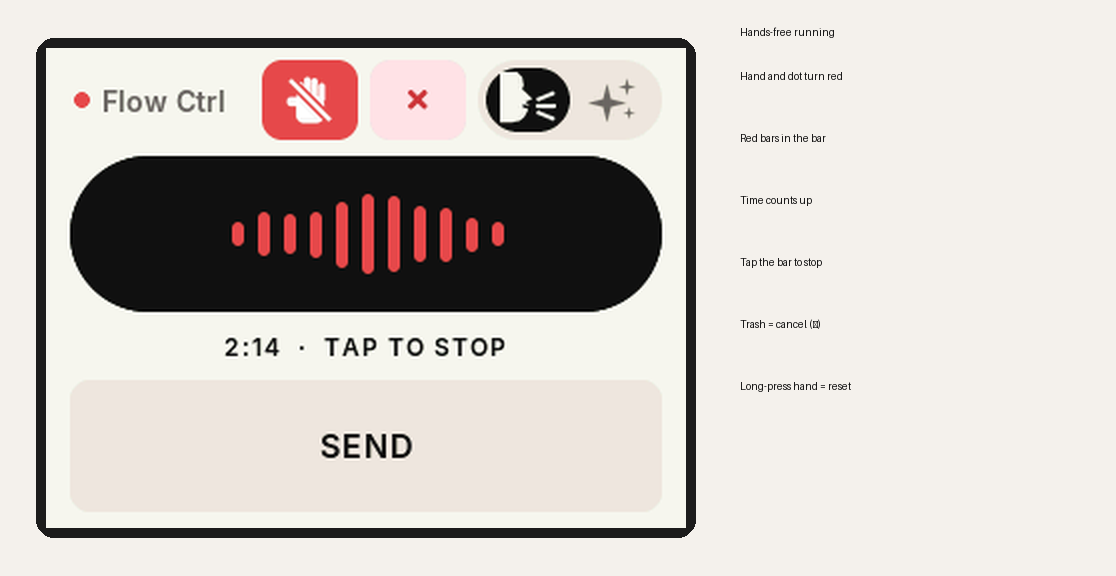 Flow Ctrl
2:14 · TAP TO STOP
SEND
Hands-free running
Hand and dot turn red
Red bars in the bar
Time counts up
Tap the bar to stop
Trash = cancel ()
Long-press hand = reset